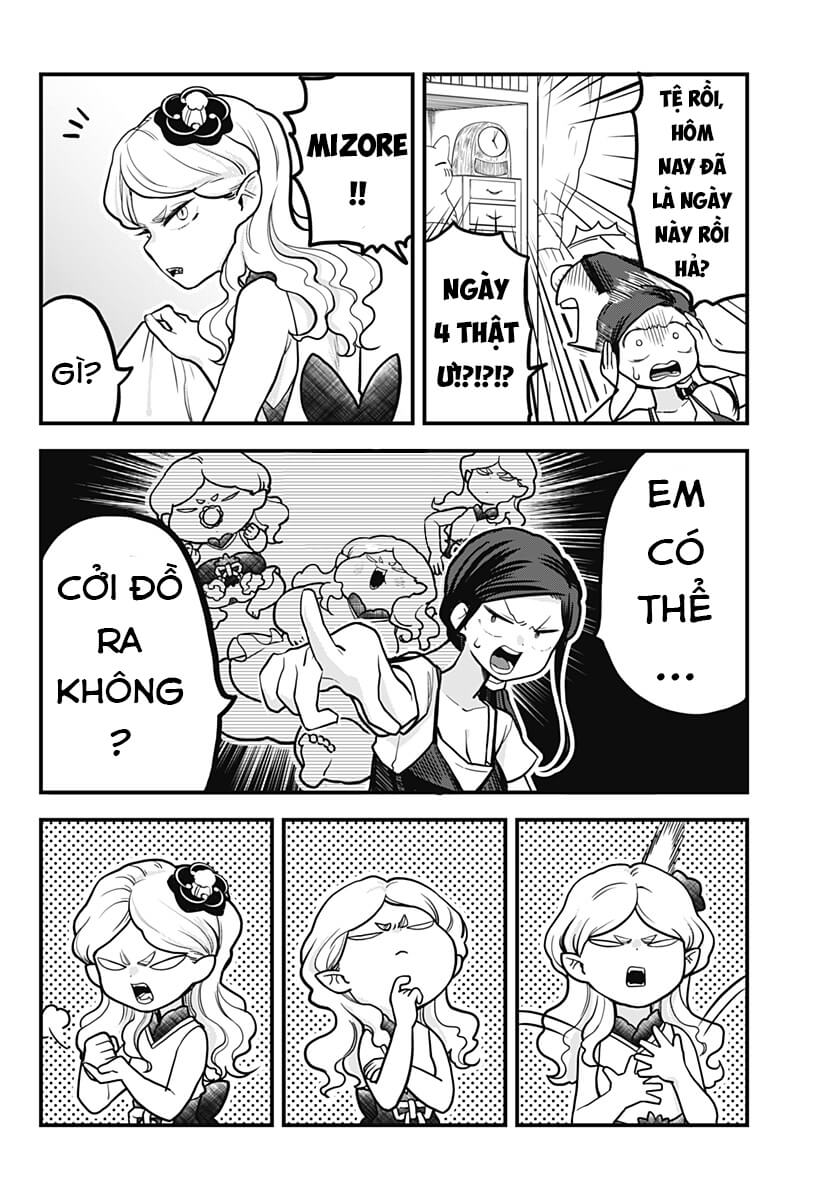 TỆ RỒI,
HÔM
NAY ĐÃ
LÀ NGÀY
NÀY RỒI
HẢ?
NGÀY
4 THẬT
Ư!?!?!?
MIZORE
!!
GÌ?
EM
CÓ
THỂ
...
CỞI ĐỒ
RA
KHÔNG
?